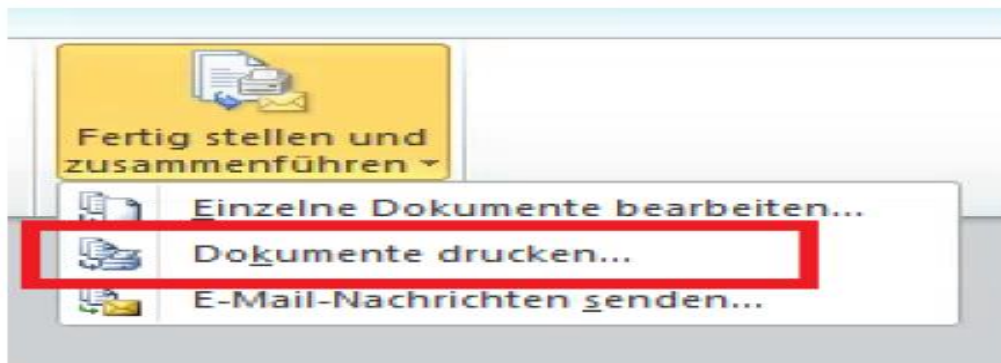 Fertig stellen und
zusammenführen
Einzelne Dokumente bearbeiten...
Dokumente drucken...
E-Mail-Nachrichten senden...